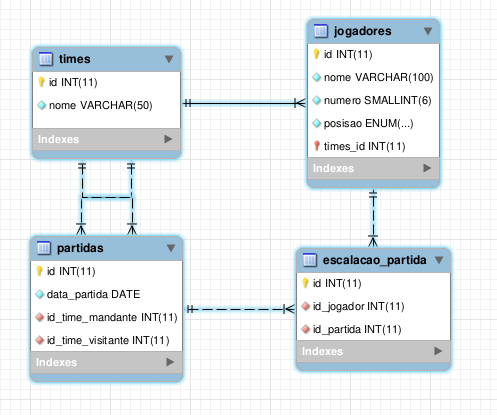 times
id INT(11)
nome VARCHAR(50)
Indexes
jogadores
id INT(11)
nome VARCHAR(100)
numero SMALLINT(6)
posisao ENUM(...)
times_id INT(11)
Indexes
partidas
id INT(11)
data_partida DATE
id_time_mandante INT(11)
id_time_visitante INT(11)
Indexes
escalacao_partida
id INT(11)
id_jogador INT(11)
id_partida INT(11)
Indexes